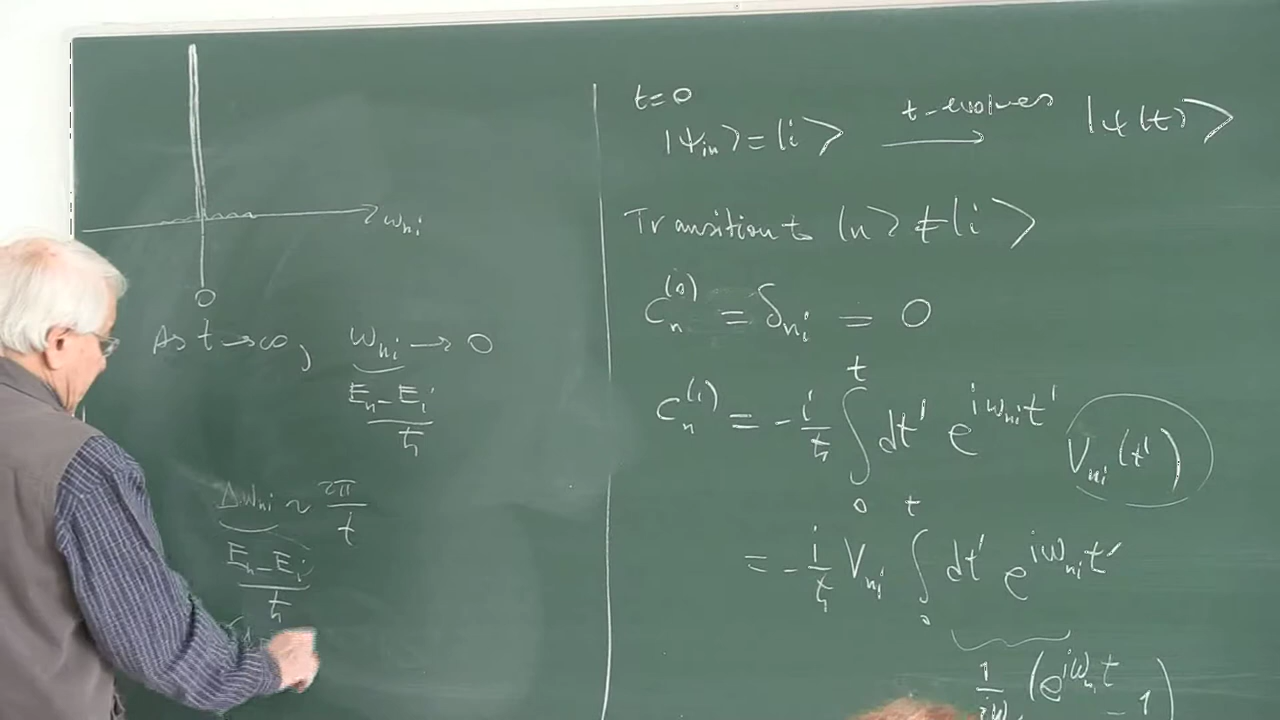 ω_ni
0
As t→∞, ω_ni → 0
E_n - E_i
ħ
Δω_ni ~ 2π/t
E_n - E_i
ħ
t=0
|ψ_in> = |i> t-evolves → |ψ(t)>
Transition to |n> ≠ |i>
C_n^(0) = δ_ni = 0
C_n^(1) = -i/ħ ∫_0^t dt' e^{iω_ni t'} V_ni(t')
= -i/ħ V_ni ∫_0^t dt' e^{iω_ni t'}
1/iω (e^{iω_ni t} - 1)